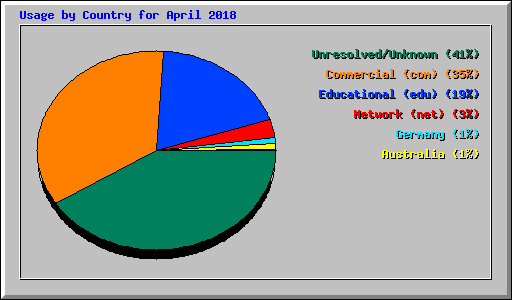 Usage by Country for April 2018
Unresolved/Unknown (41%)
Commercial (com) (35%)
Educational (edu) (19%)
Network (net) (3%)
Germany (1%)
Australia (1%)